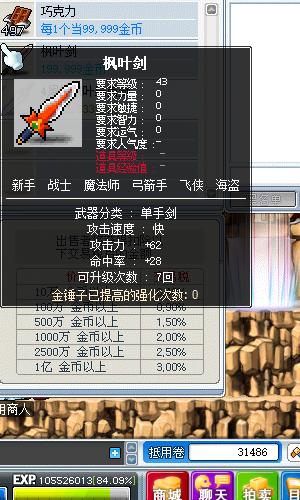 巧克力
497
每1个当99,999金币
枫叶剑
枫叶剑
要求等级: 43
要求力量: 0
要求敏捷: 0
要求智力: 0
要求运气: 0
要求人气度: -
道具等级: -
道具经验值: -
新手 战士 魔法师 弓箭手 飞侠 海盗
武器分类 : 单手剑
攻击速度 : 快
攻击力 : +62
命中率 : +28
可升级次数 : 7回
金锤子已提高的强化次数: 0
100万 金币以上 0,50%
500万 金币以上 1,50%
1000万 金币以上 2,00%
2500万 金币以上 2,50%
1亿 金币以上 3,00%
用商人
抵用卷 31486
EXP. 105526013[84.09%]
商城
聊天
拍卖